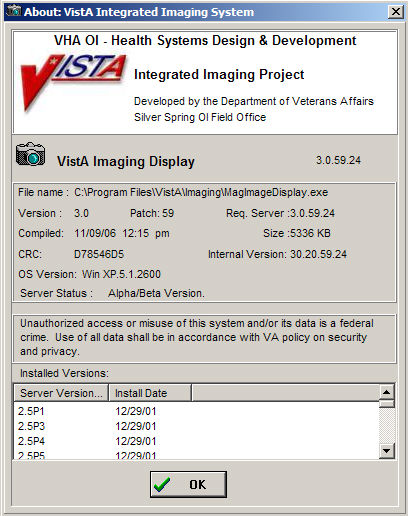 About: VistA Integrated Imaging System
VHA OI - Health Systems Design & Development
VISTA
Integrated Imaging Project
Developed by the Department of Veterans Affairs
Silver Spring OI Field Office
VistA Imaging Display 3.0.59.24
File name : C:\Program Files\VistA\Imaging\MagImageDisplay.exe
Version : 3.0 Patch: 59 Req. Server :3.0.59.24
Compiled: 11/09/06 12:15 pm Size :5336 KB
CRC: D78546D5 Internal Version: 30.20.59.24
OS Version: Win XP.5.1.2600
Server Status : Alpha/Beta Version.
Unauthorized access or misuse of this system and/or its data is a federal
crime. Use of all data shall be in accordance with VA policy on security
and privacy.
Installed Versions:
Server Version... Install Date
2.5P1 12/29/01
2.5P3 12/29/01
2.5P4 12/29/01
2.5P5 12/29/01
OK